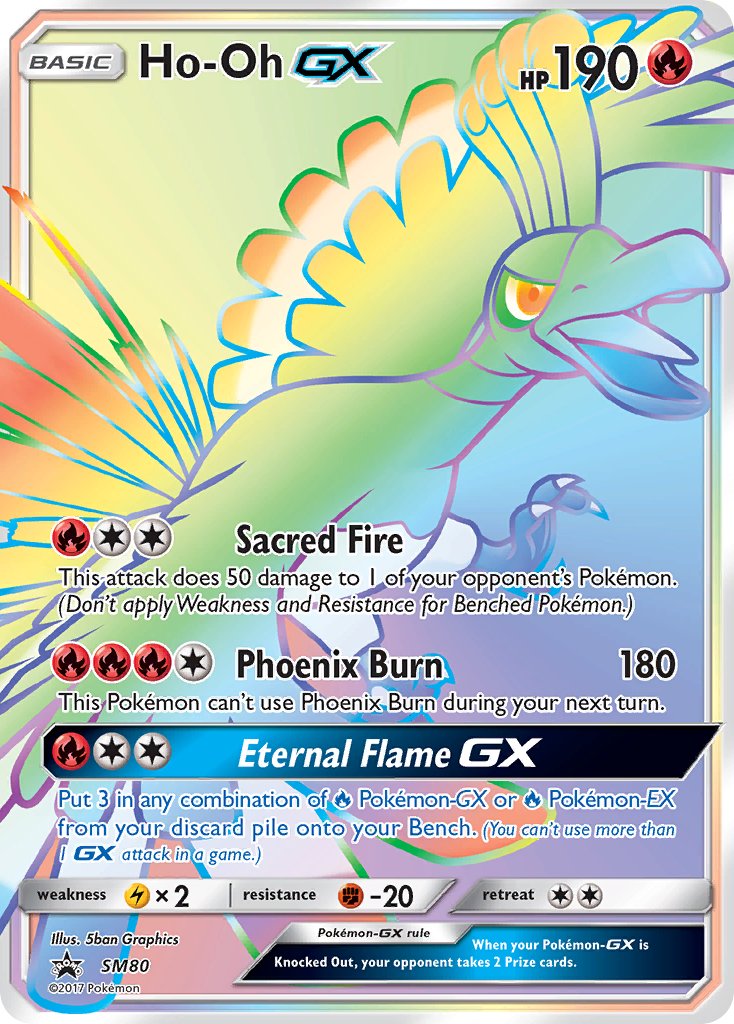 BASIC Ho-Oh GX HP 190
Sacred Fire
This attack does 50 damage to 1 of your opponent's Pokémon.
(Don't apply Weakness and Resistance for Benched Pokémon.)
Phoenix Burn 180
This Pokémon can't use Phoenix Burn during your next turn.
Eternal Flame GX
Put 3 in any combination of Pokémon-GX or Pokémon-EX
from your discard pile onto your Bench. (You can't use more than
1 GX attack in a game.)
weakness ×2 resistance -20 retreat
Illus. 5ban Graphics
SM80
©2017 Pokémon
Pokémon-GX rule
When your Pokémon-GX is
Knocked Out, your opponent takes 2 Prize cards.